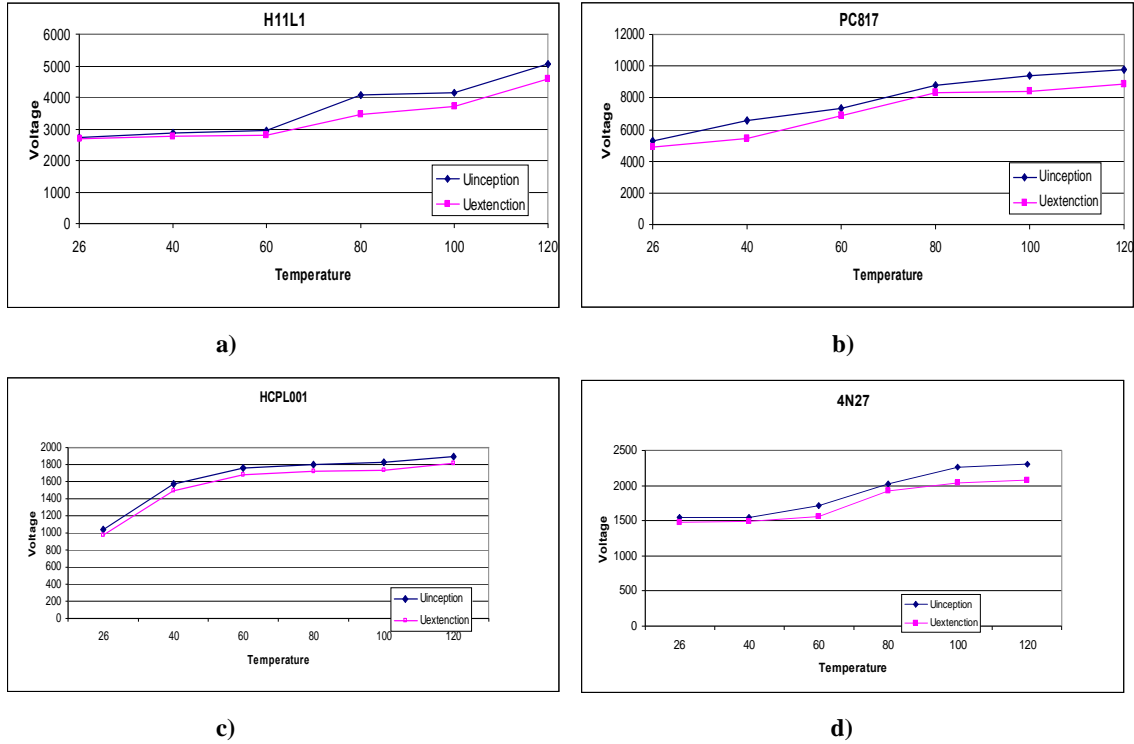 H11L1
6000
5000
4000
3000
2000
1000
0
Voltage
26 40 60 80 100 120
Temperature
Uinception
Uextenction
a)
PC817
12000
10000
8000
6000
4000
2000
0
Voltage
26 40 60 80 100 120
Temperature
Uinception
Uextenction
b)
HCPL001
2000
1800
1600
1400
1200
1000
800
600
400
200
0
Voltage
26 40 60 80 100 120
Temperature
Uinception
Uextenction
c)
4N27
2500
2000
1500
1000
500
0
Voltage
26 40 60 80 100 120
Temperature
Uinception
Uextenction
d)